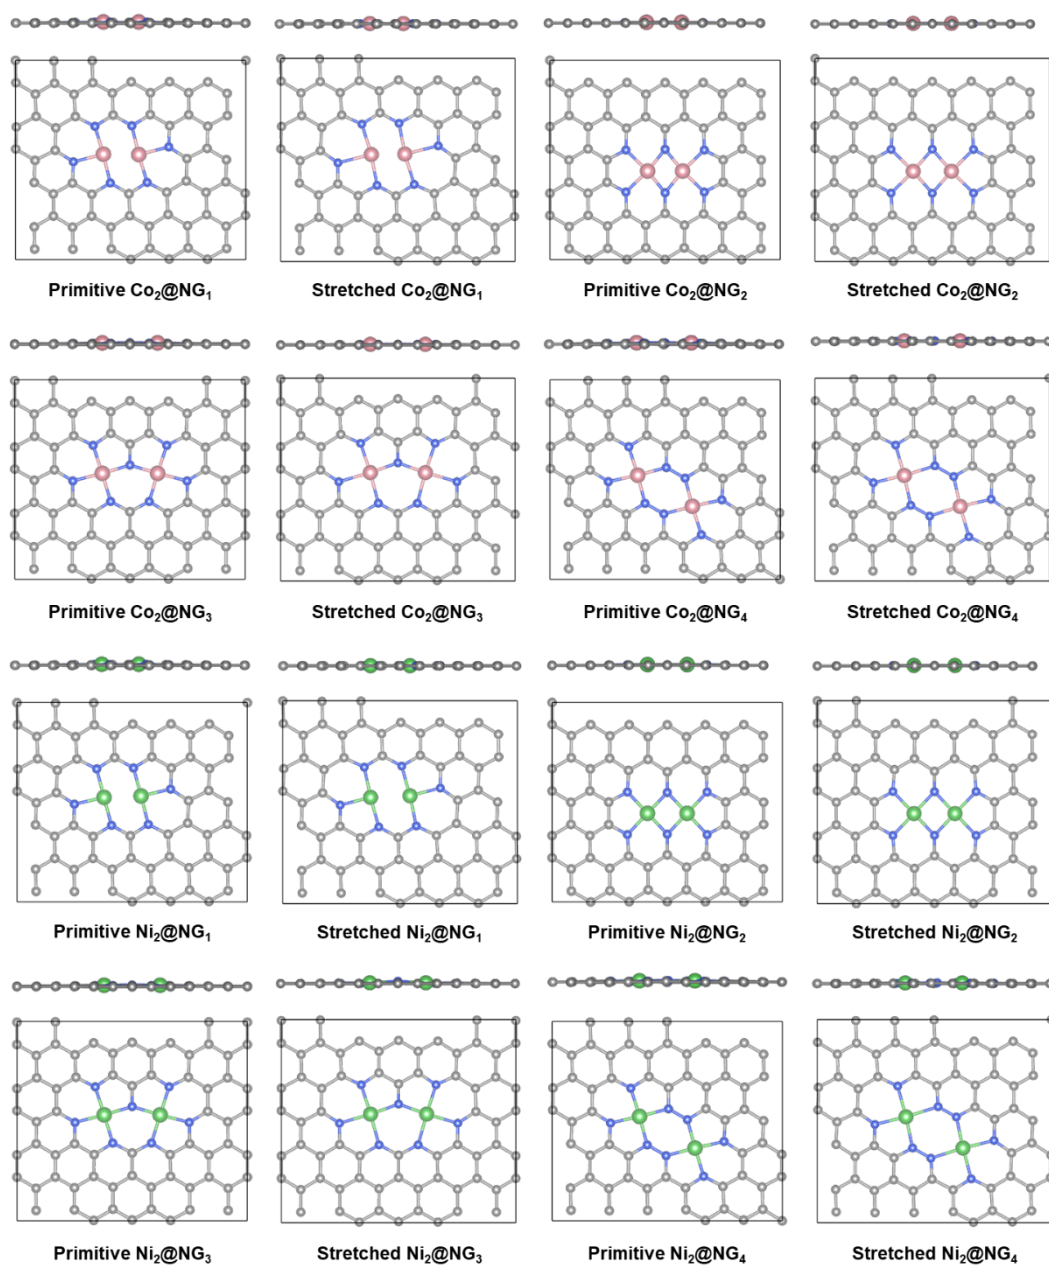 Primitive Co₂@NG₁ Stretched Co₂@NG₁ Primitive Co₂@NG₂ Stretched Co₂@NG₂
Primitive Co₂@NG₃ Stretched Co₂@NG₃ Primitive Co₂@NG₄ Stretched Co₂@NG₄
Primitive Ni₂@NG₁ Stretched Ni₂@NG₁ Primitive Ni₂@NG₂ Stretched Ni₂@NG₂
Primitive Ni₂@NG₃ Stretched Ni₂@NG₃ Primitive Ni₂@NG₄ Stretched Ni₂@NG₄